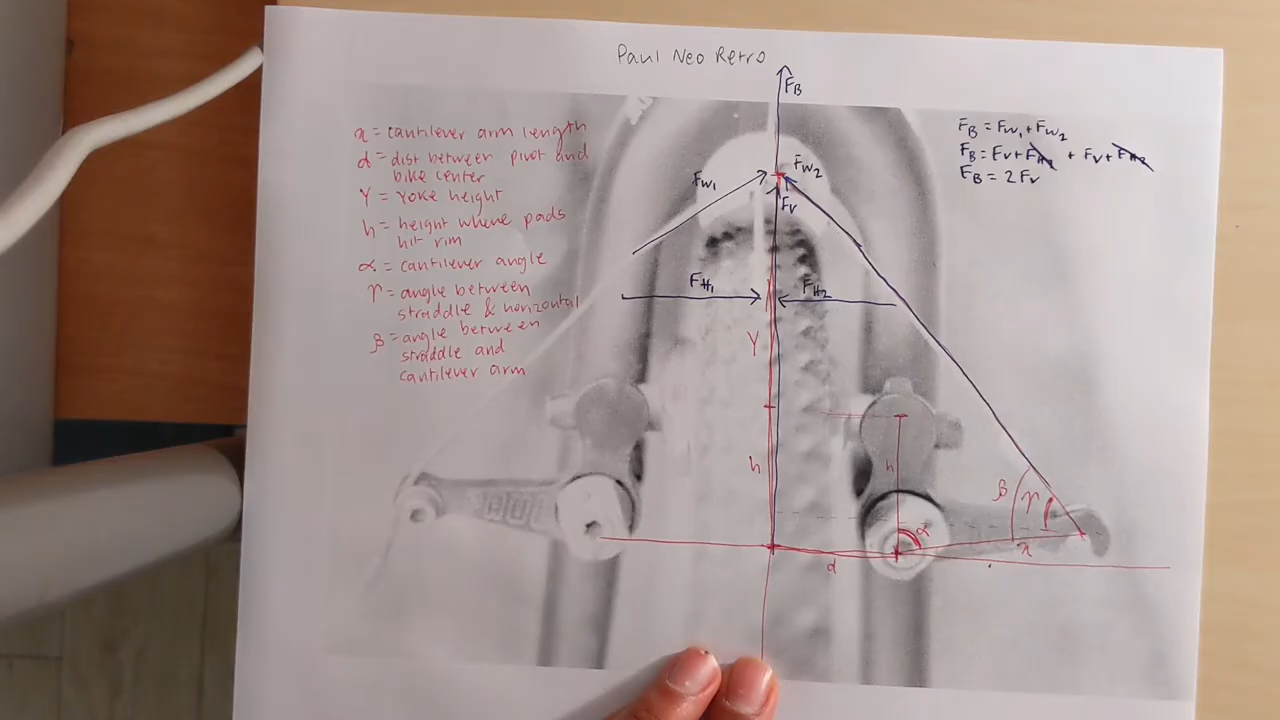 Paul Neo Retro
FB
x = cantilever arm length
d = dist between pivot and
bike center
Y = Yoke height
h = height where pads
hit rim
α = cantilever angle
γ = angle between
straddle & horizontal
β = angle between
straddle and
cantilever arm
FB = FW1 + FW2
FB = FV + FH2 + FV + FH2
FB = 2FV
FW1
FW2
FV
FH1
FH2
Y
h
h
β
γ
α
x
d